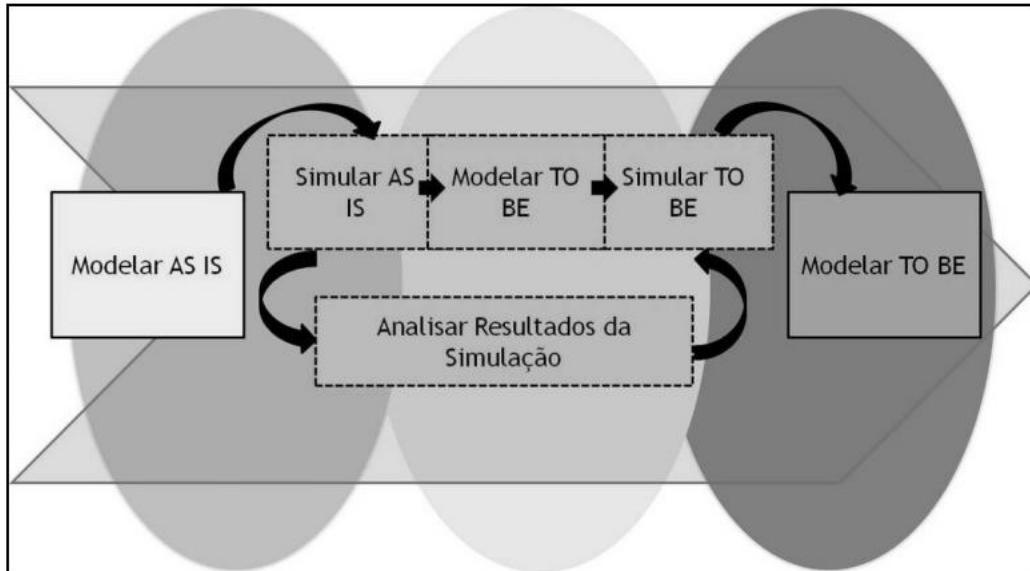 Simular AS
IS
Modelar TO
BE
Simular TO
BE
Modelar AS IS
Modelar TO BE
Analisar Resultados da
Simulação